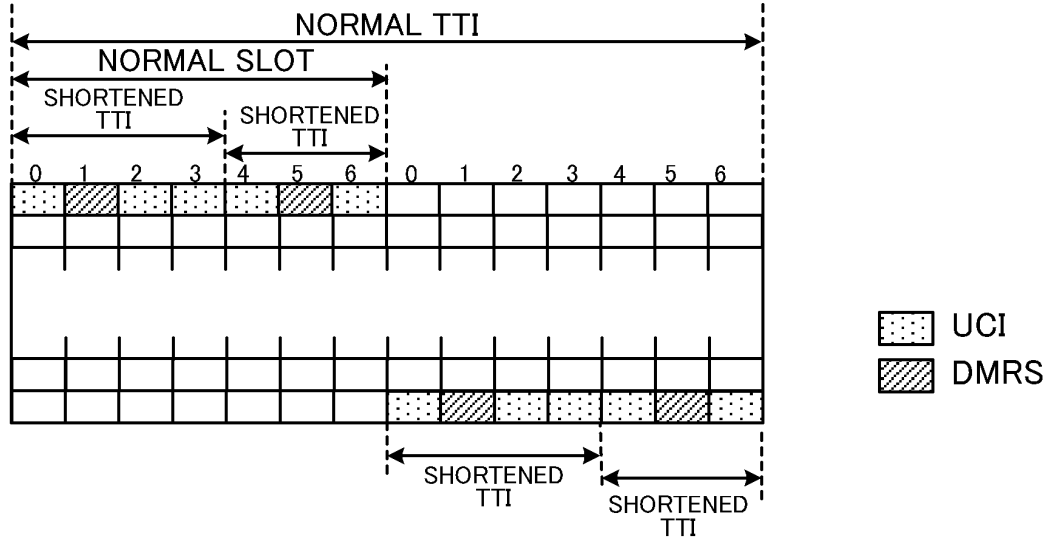 NORMAL TTI
NORMAL SLOT
SHORTENED
TTI
SHORTENED
TTI
0 1 2 3 4 5 6 0 1 2 3 4 5 6
UCI
DMRS
SHORTENED
TTI
SHORTENED
TTI